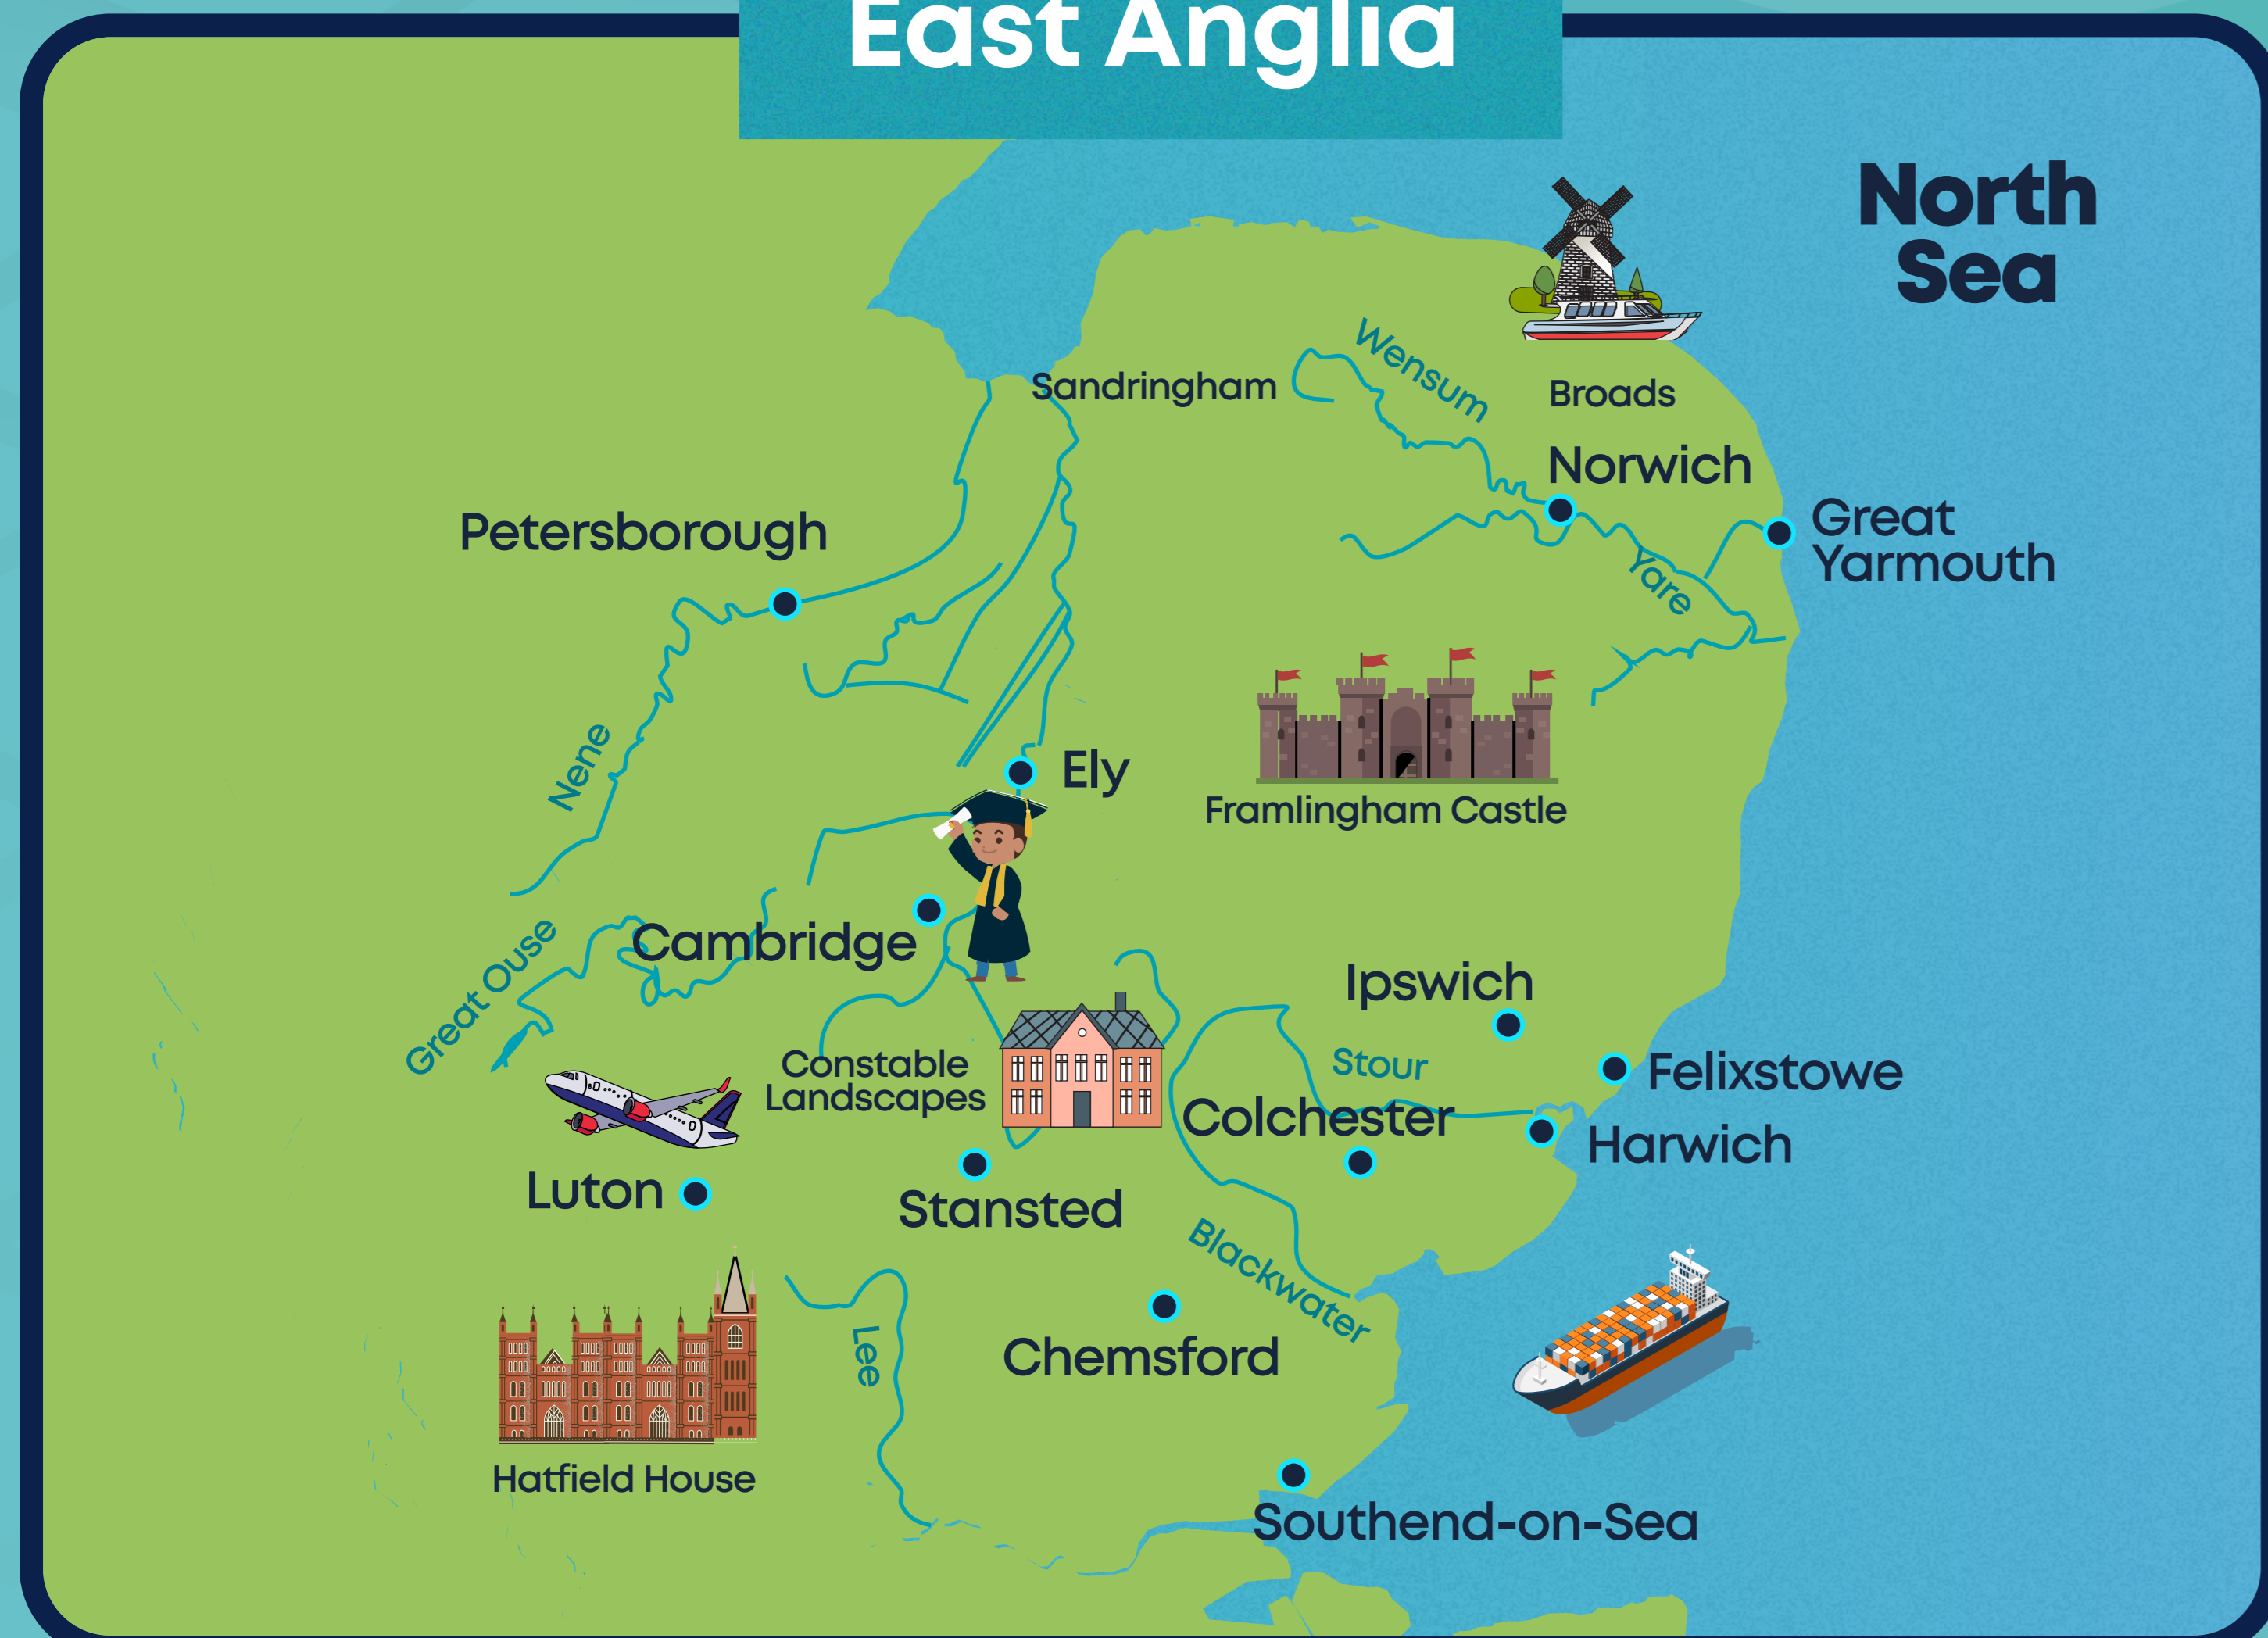 East Anglia
North
Sea
Wensum
Sandringham
Broads
Norwich
Great
Yarmouth
Petersborough
Yare
Nene
Ely
Framlingham Castle
Cambridge
Great Ouse
Ipswich
Constable
Landscapes
Stour
Felixstowe
Colchester
Harwich
Luton
Stansted
Blackwater
Lee
Chemsford
Hatfield House
Southend-on-Sea